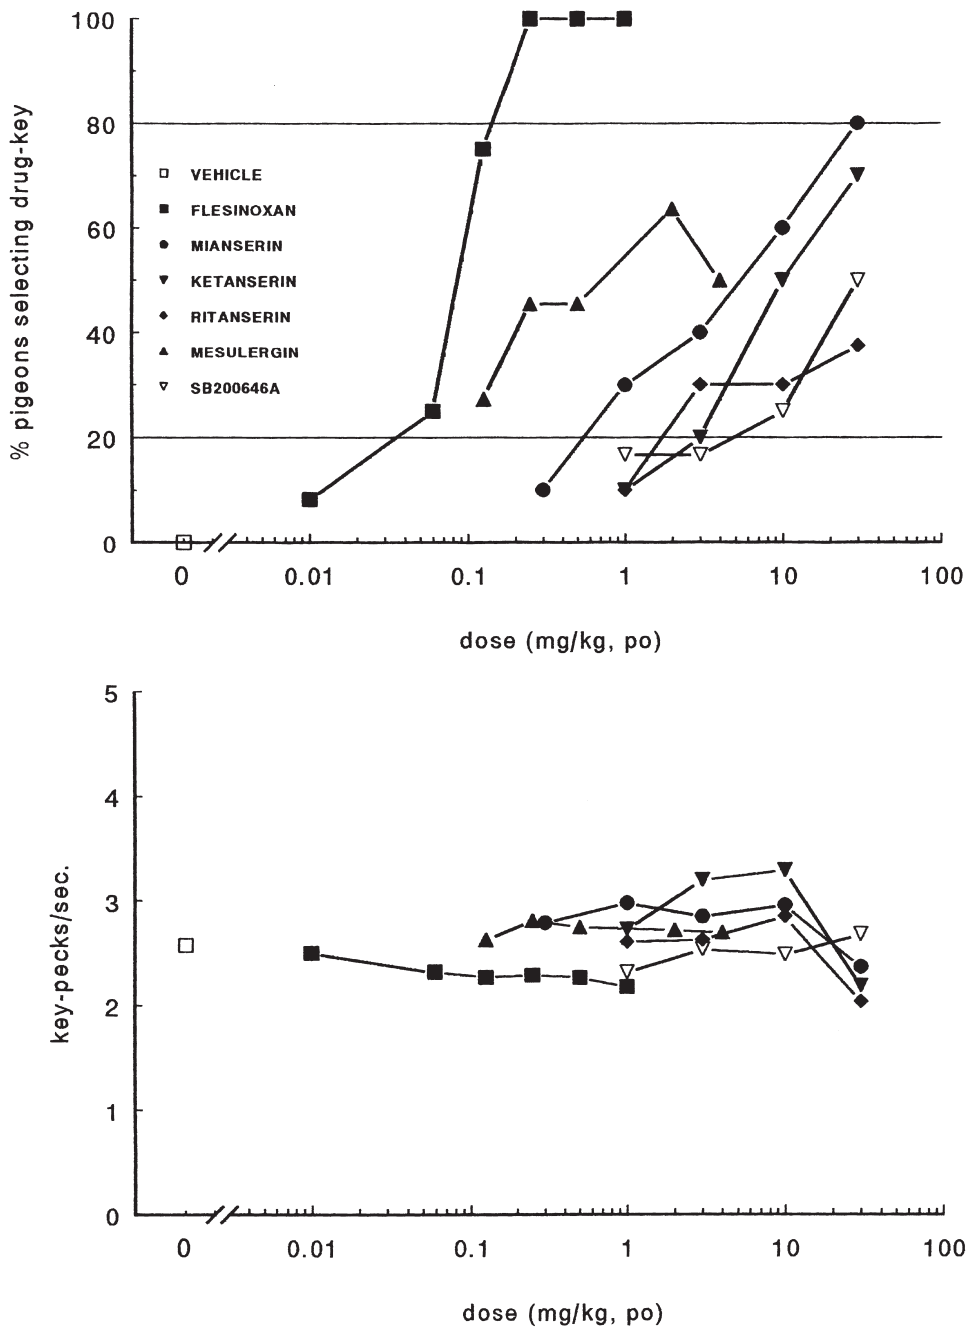 100
80
60
40
20
0
% pigeons selecting drug-key
VEHICLE
FLESINOXAN
MIANSERIN
KETANSERIN
RITANSERIN
MESULERGIN
SB200646A
0 0.01 0.1 1 10 100
dose (mg/kg, po)
5
4
3
2
1
0
key-pecks/sec.
0 0.01 0.1 1 10 100
dose (mg/kg, po)